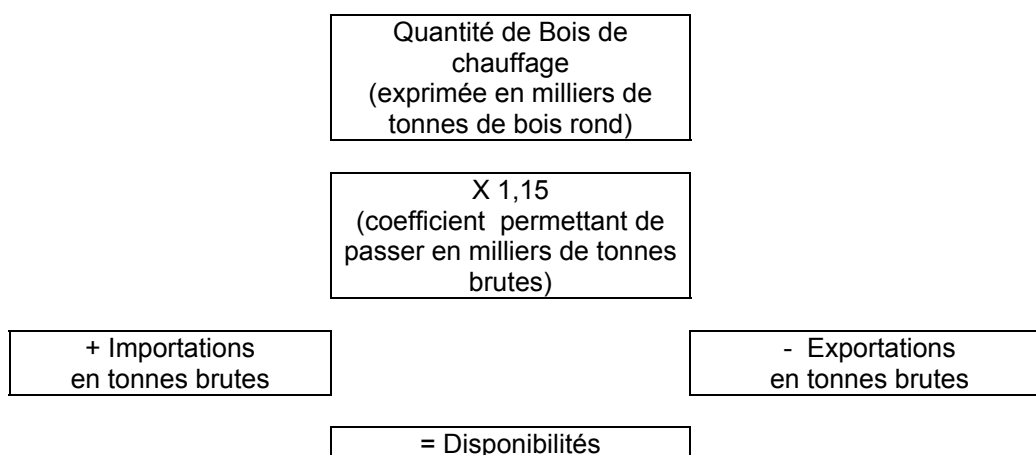 Quantité de Bois de
chauffage
(exprimée en milliers de
tonnes de bois rond)
X 1,15
(coefficient permettant de
passer en milliers de tonnes
brutes)
+ Importations
en tonnes brutes
- Exportations
en tonnes brutes
= Disponibilités